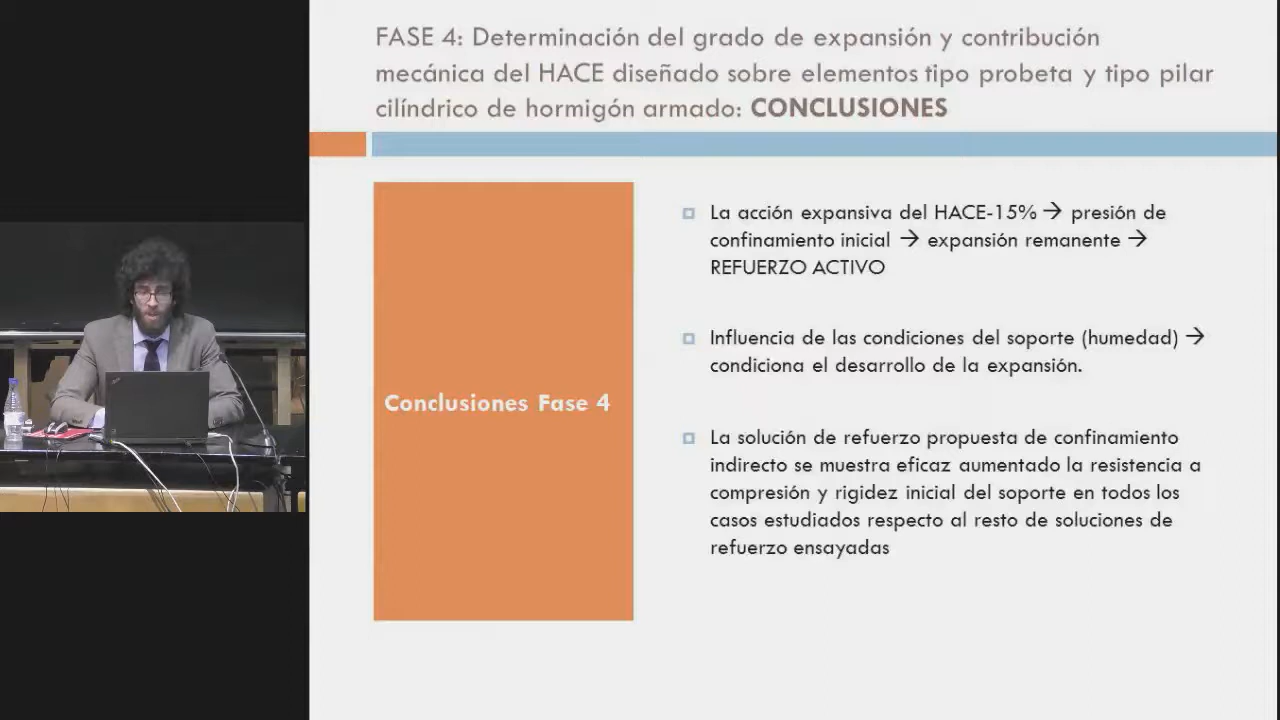 FASE 4: Determinación del grado de expansión y contribución
mecánica del HACE diseñado sobre elementos tipo probeta y tipo pilar
cilíndrico de hormigón armado: CONCLUSIONES
Conclusiones Fase 4
La acción expansiva del HACE-15% → presión de
confinamiento inicial → expansión remanente →
REFUERZO ACTIVO
Influencia de las condiciones del soporte (humedad) →
condiciona el desarrollo de la expansión.
La solución de refuerzo propuesta de confinamiento
indirecto se muestra eficaz aumentado la resistencia a
compresión y rigidez inicial del soporte en todos los
casos estudiados respecto al resto de soluciones de
refuerzo ensayadas